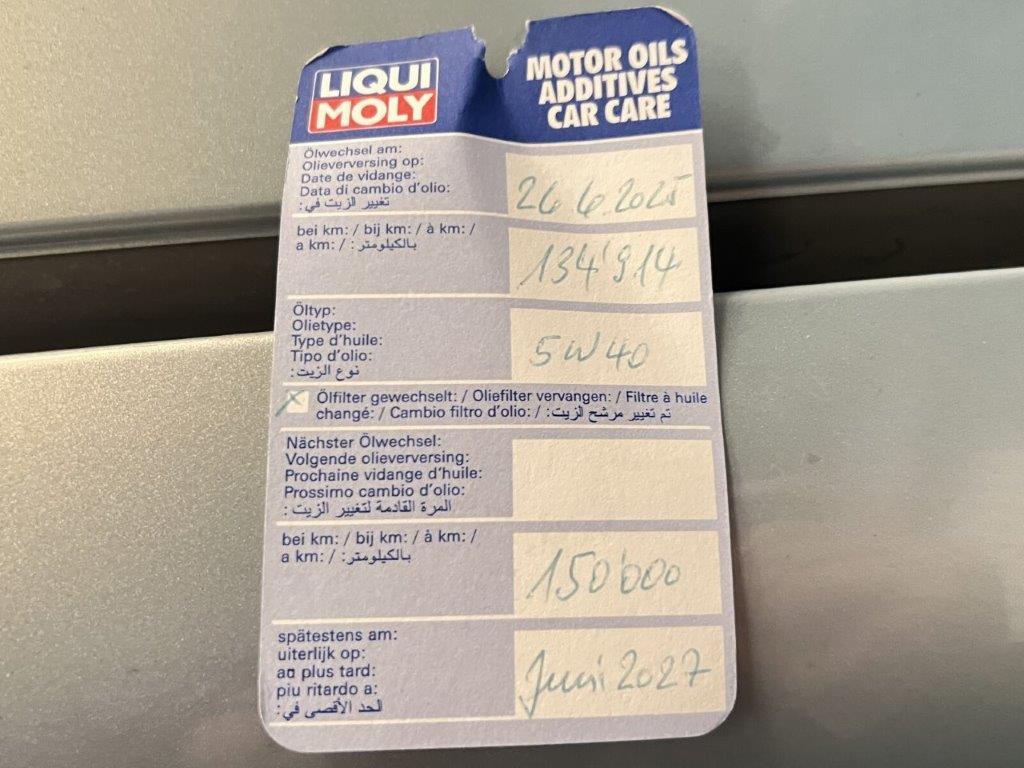 LIQUI
MOLY
MOTOR OILS
ADDITIVES
CAR CARE
Ölwechsel am:
Olieverversing op:
Date de vidange:
Data di cambio d'olio:
تغيير الزيت في:
26 6. 2025
bei km: / bij km: / à km: /
a km: / بالكيلومتر:
134'914
Öltyp:
Olietype:
Type d'huile:
Tipo d'olio:
نوع الزيت:
5W40
X
Ölfilter gewechselt: / Oliefilter vervangen: / Filtre à huile
changé: / Cambio filtro d'olio: / تم تغيير مرشح الزيت:
Nächster Ölwechsel:
Volgende olieverversing:
Prochaine vidange d'huile:
Prossimo cambio d'olio:
المرة القادمة لتغيير الزيت:
bei km: / bij km: / à km: /
a km: / بالكيلومتر:
150'000
spätestens am:
uiterlijk op:
au plus tard:
piu ritardo a:
الحد الأقصى في:
Juni 2027